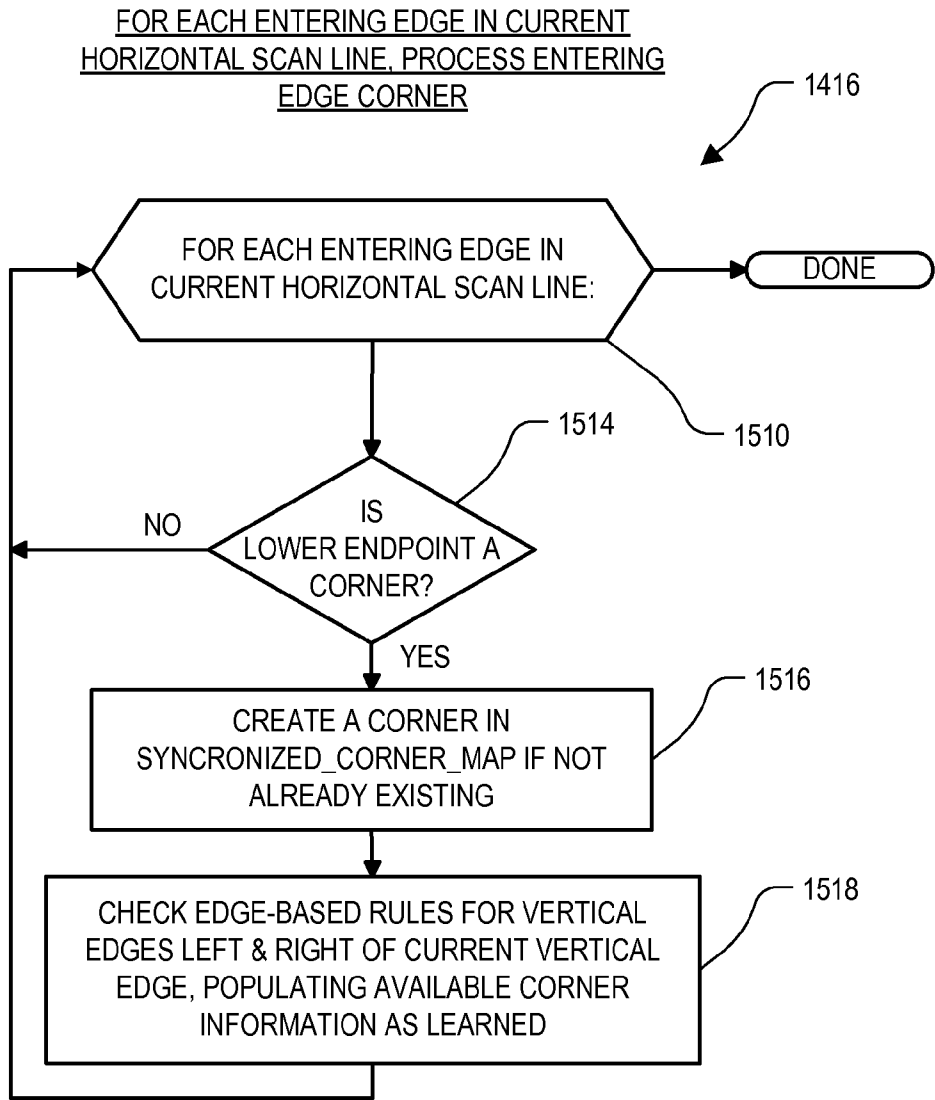 FOR EACH ENTERING EDGE IN CURRENT
HORIZONTAL SCAN LINE, PROCESS ENTERING
EDGE CORNER
1416
FOR EACH ENTERING EDGE IN
CURRENT HORIZONTAL SCAN LINE:
DONE
1510
1514
IS
LOWER ENDPOINT A
CORNER?
NO
YES
1516
CREATE A CORNER IN
SYNCRONIZED_CORNER_MAP IF NOT
ALREADY EXISTING
1518
CHECK EDGE-BASED RULES FOR VERTICAL
EDGES LEFT & RIGHT OF CURRENT VERTICAL
EDGE, POPULATING AVAILABLE CORNER
INFORMATION AS LEARNED